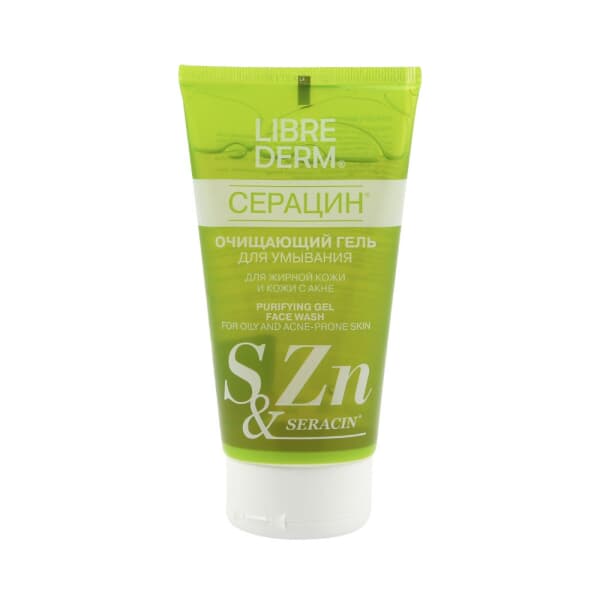 LIBRE
DERM®
СЕРАЦИН®
ОЧИЩАЮЩИЙ ГЕЛЬ
ДЛЯ УМЫВАНИЯ
ДЛЯ ЖИРНОЙ КОЖИ
И КОЖИ С АКНЕ
PURIFYING GEL
FACE WASH
FOR OILY AND ACNE-PRONE SKIN
S&Zn
SERACIN®